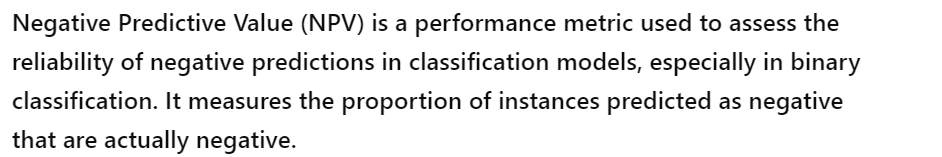 Negative Predictive Value (NPV) is a performance metric used to assess the
reliability of negative predictions in classification models, especially in binary
classification. It measures the proportion of instances predicted as negative
that are actually negative.